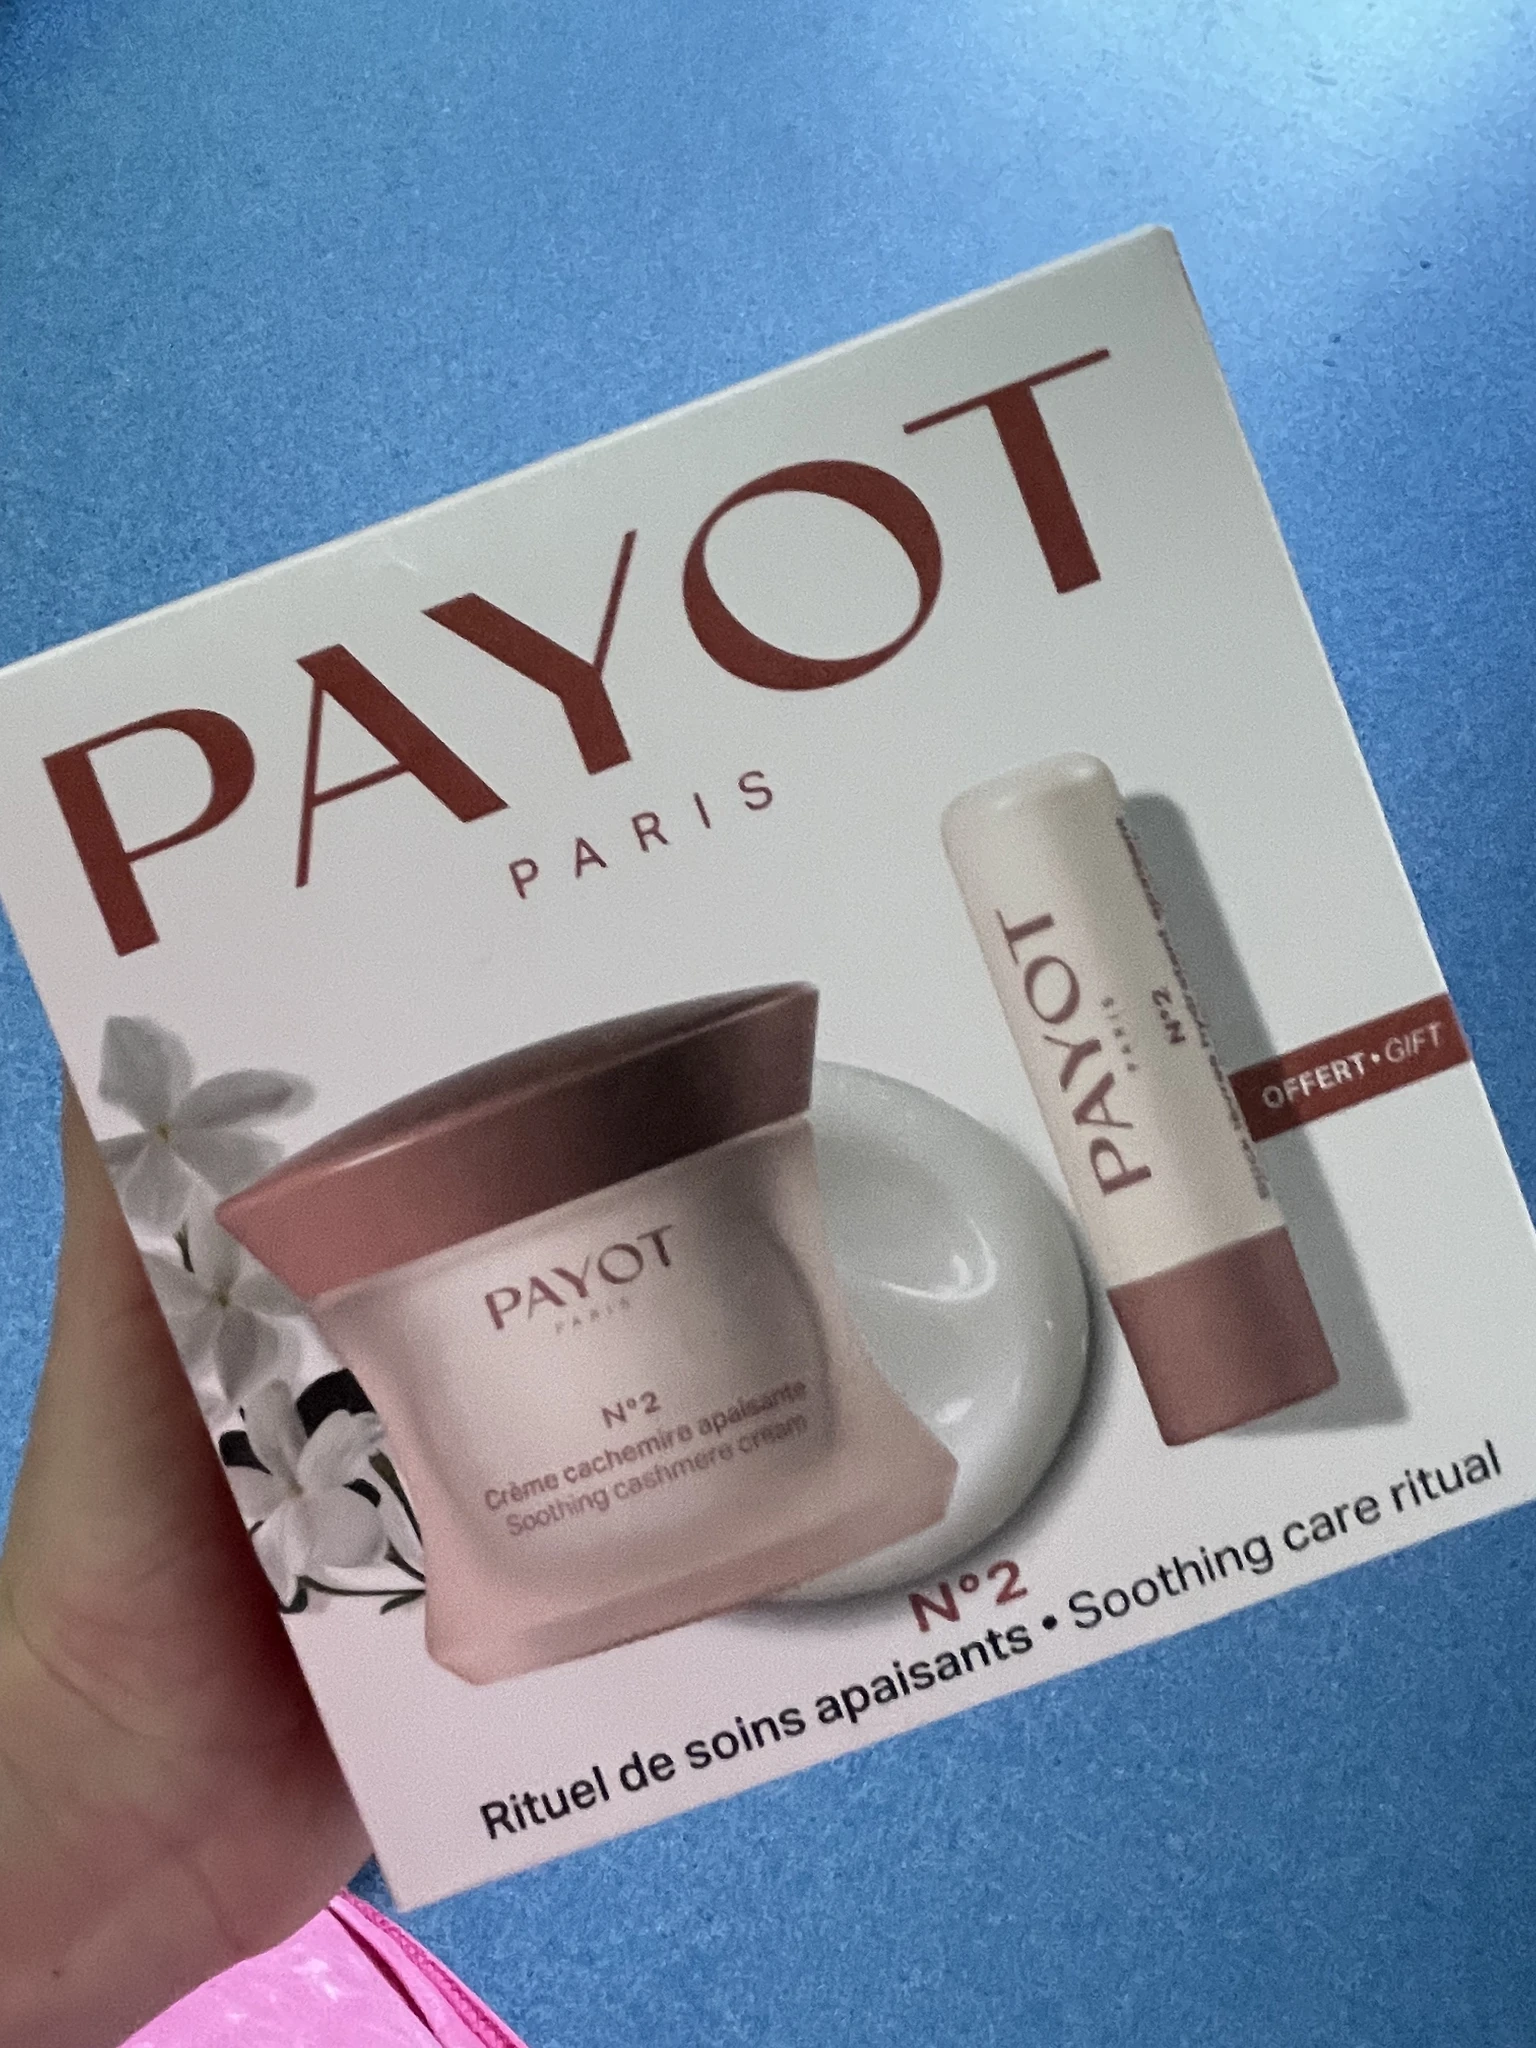 PAYOT
PARIS
PAYOT
PARIS
N°2
OFFERT • GIFT
PAYOT
PARIS
N°2
Crème cachemire apaisante
Soothing cashmere cream
N°2
Rituel de soins apaisants • Soothing care ritual